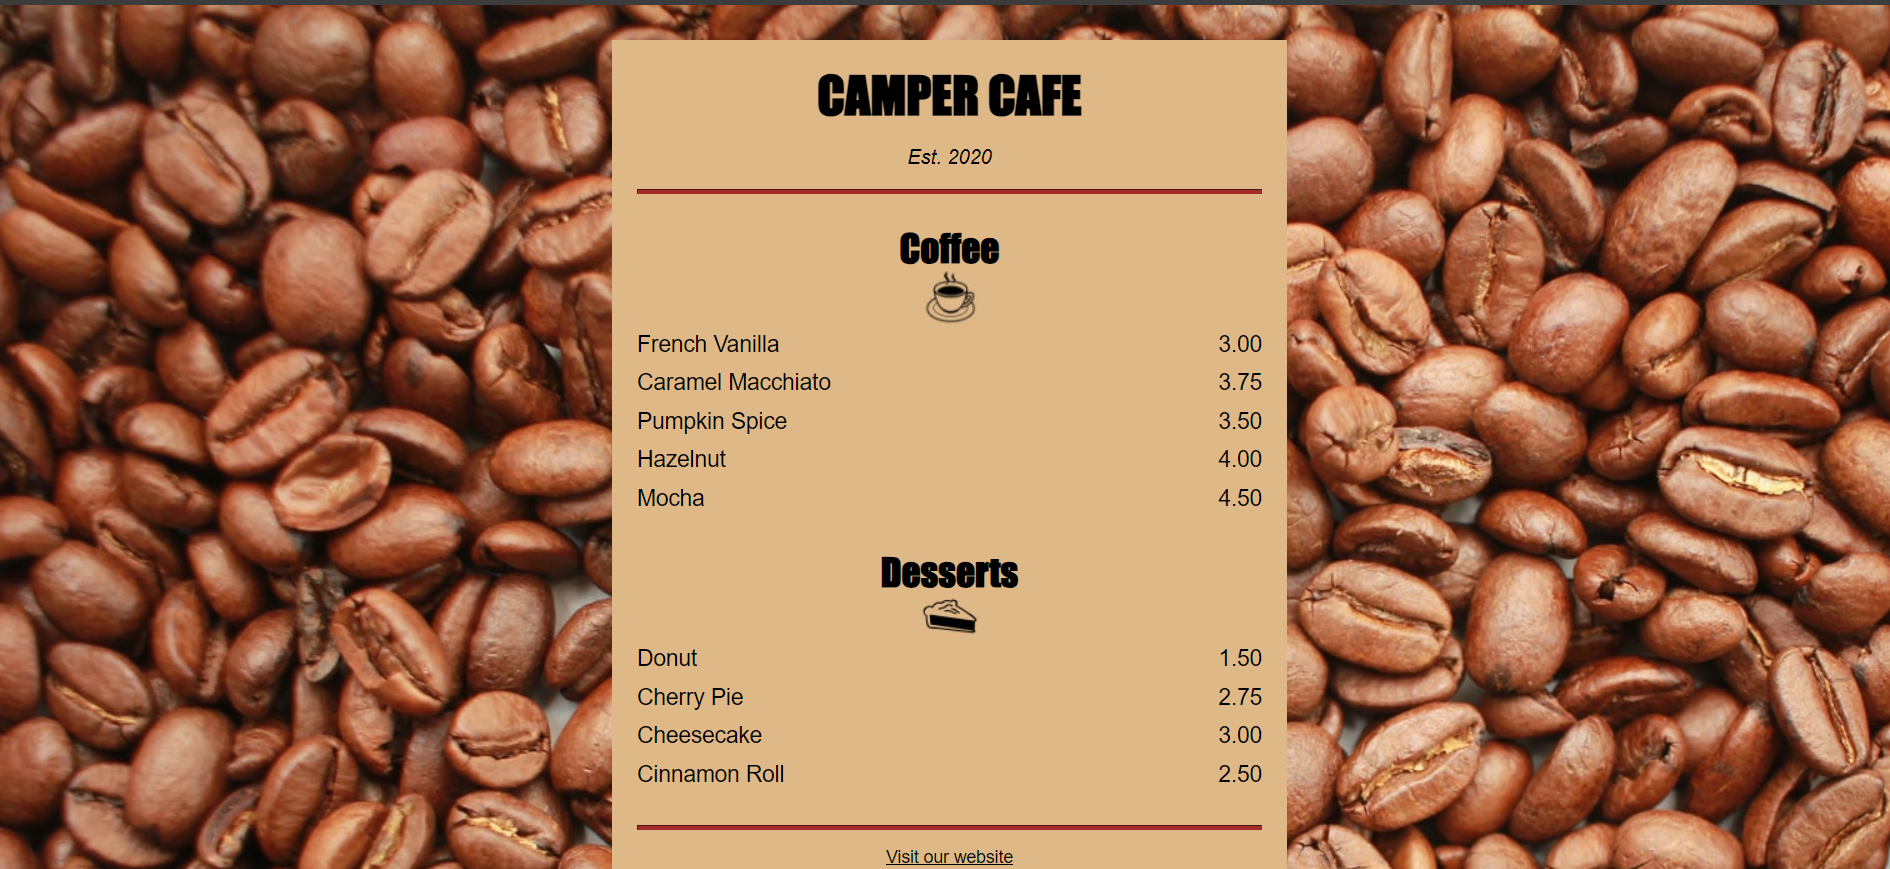 CAMPER CAFE
Est. 2020
Coffee
French Vanilla 3.00
Caramel Macchiato 3.75
Pumpkin Spice 3.50
Hazelnut 4.00
Mocha 4.50
Desserts
Donut 1.50
Cherry Pie 2.75
Cheesecake 3.00
Cinnamon Roll 2.50
Visit our website